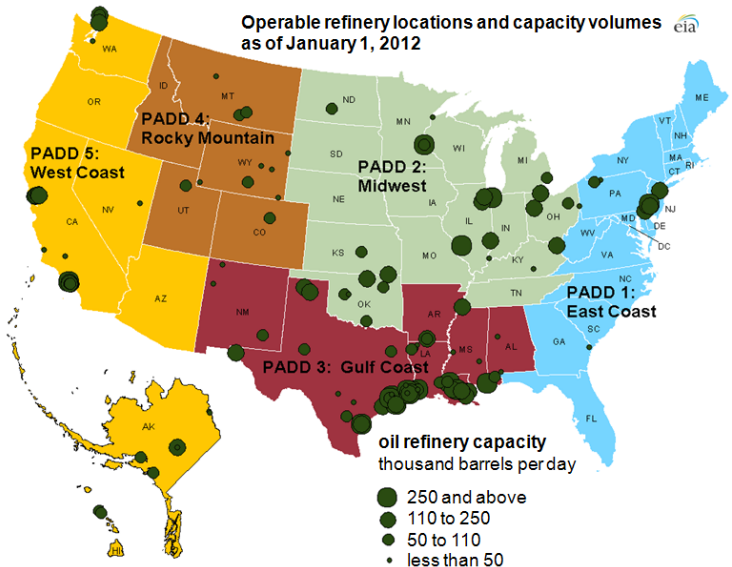 Operable refinery locations and capacity volumes
as of January 1, 2012
eia
WA
OR
CA
NV
AZ
ID
MT
WY
UT
CO
ND
SD
NE
KS
OK
MN
IA
MO
WI
IL
IN
MI
OH
KY
TN
NM
AR
LA
MS
AL
ME
VT
NH
MA
CT
RI
NY
PA
NJ
MD
DE
DC
WV
VA
NC
SC
GA
FL
AK
HI
PADD 4:
Rocky Mountain
PADD 5:
West Coast
PADD 2:
Midwest
PADD 1:
East Coast
PADD 3: Gulf Coast
oil refinery capacity
thousand barrels per day
250 and above
110 to 250
50 to 110
less than 50